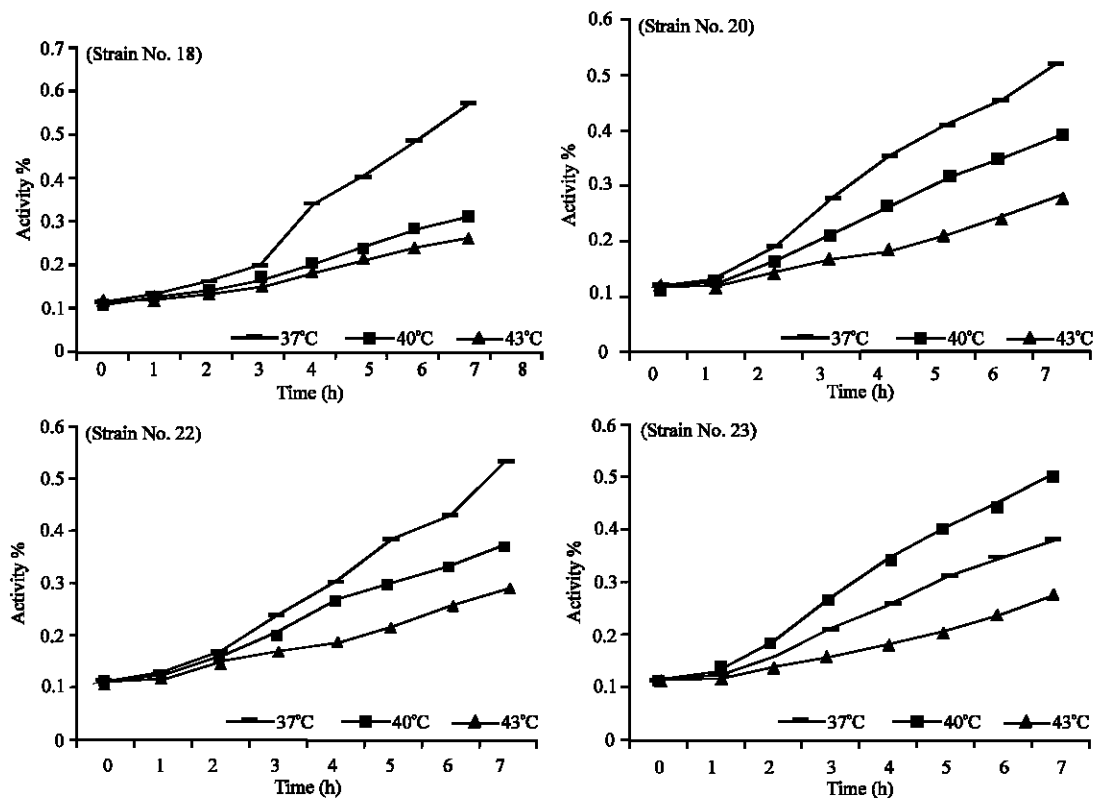 (Strain No. 18)
0.7
0.6
0.5
0.4
0.3
0.2
0.1
0
Activity %
37°C 40°C 43°C
0 1 2 3 4 5 6 7 8
Time (h)
(Strain No. 20)
0.6
0.5
0.4
0.3
0.2
0.1
0
Activity %
37°C 40°C 43°C
0 1 2 3 4 5 6 7
Time (h)
(Strain No. 22)
0.6
0.5
0.4
0.3
0.2
0.1
0
Activity %
37°C 40°C 43°C
0 1 2 3 4 5 6 7
Time (h)
(Strain No. 23)
0.6
0.5
0.4
0.3
0.2
0.1
0
Activity %
37°C 40°C 43°C
0 1 2 3 4 5 6 7
Time (h)